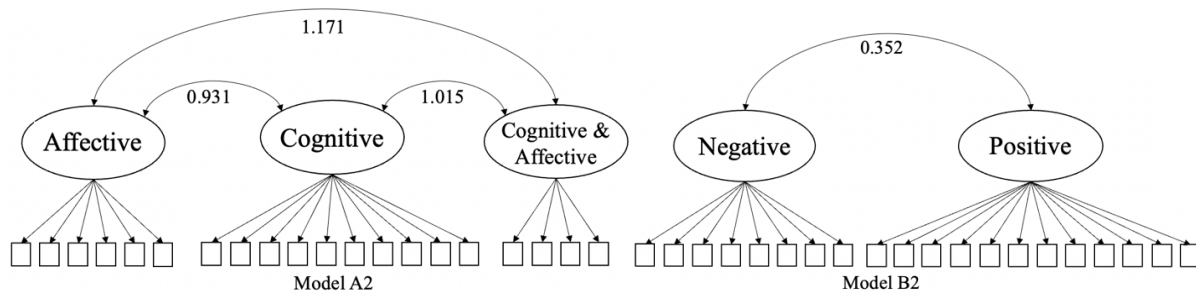 1.171
0.931
1.015
Affective
Cognitive
Cognitive &
Affective
Model A2
0.352
Negative
Positive
Model B2